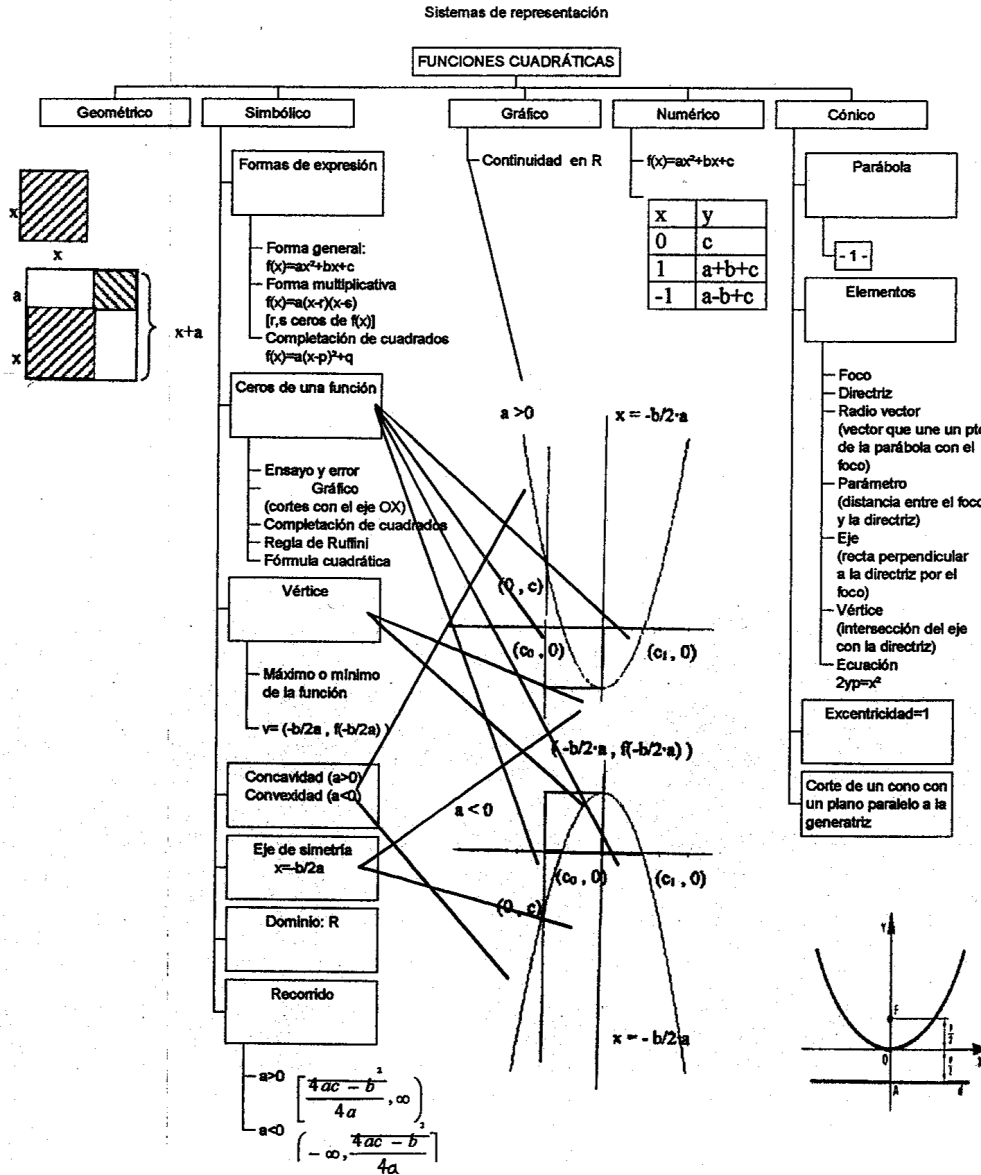 Sistemas de representación
FUNCIONES CUADRÁTICAS
Geométrico
Simbólico
Gráfico
Numérico
Cónico
x
x
a
x
x+a
Formas de expresión
Forma general:
f(x)=ax²+bx+c
Forma multiplicativa
f(x)=a(x-r)(x-s)
[r,s ceros de f(x)]
Completación de cuadrados
f(x)=a(x-p)²+q
Ceros de una función
Ensayo y error
Gráfico
(cortes con el eje OX)
Completación de cuadrados
Regla de Ruffini
Fórmula cuadrática
Vértice
Máximo o mínimo
de la función
v= (-b/2a , f(-b/2a) )
Concavidad (a>0)
Convexidad (a<0)
Eje de simetría
x=-b/2a
Dominio: R
Recorrido
a>0 [4ac - b² / 4a , ∞)
a<0 (-∞, 4ac - b² / 4a]
Continuidad en R
a >0
x = -b/2·a
(0 , c)
(c₀ , 0)
(c₁ , 0)
(-b/2·a , f(-b/2·a) )
a < 0
(c₀ , 0)
(c₁ , 0)
(0 , c)
x = - b/2·a
f(x)=ax²+bx+c
x y
0 c
1 a+b+c
-1 a-b+c
Parábola
- 1 -
Elementos
Foco
Directriz
Radio vector
(vector que une un pto
de la parábola con el
foco)
Parámetro
(distancia entre el foco
y la directriz)
Eje
(recta perpendicular
a la directriz por el
foco)
Vértice
(intersección del eje
con la directriz)
Ecuación
2yp=x²
Excentricidad=1
Corte de un cono con
un plano paralelo a la
generatriz
Y
F
p/2
O
X
p/2
A
d